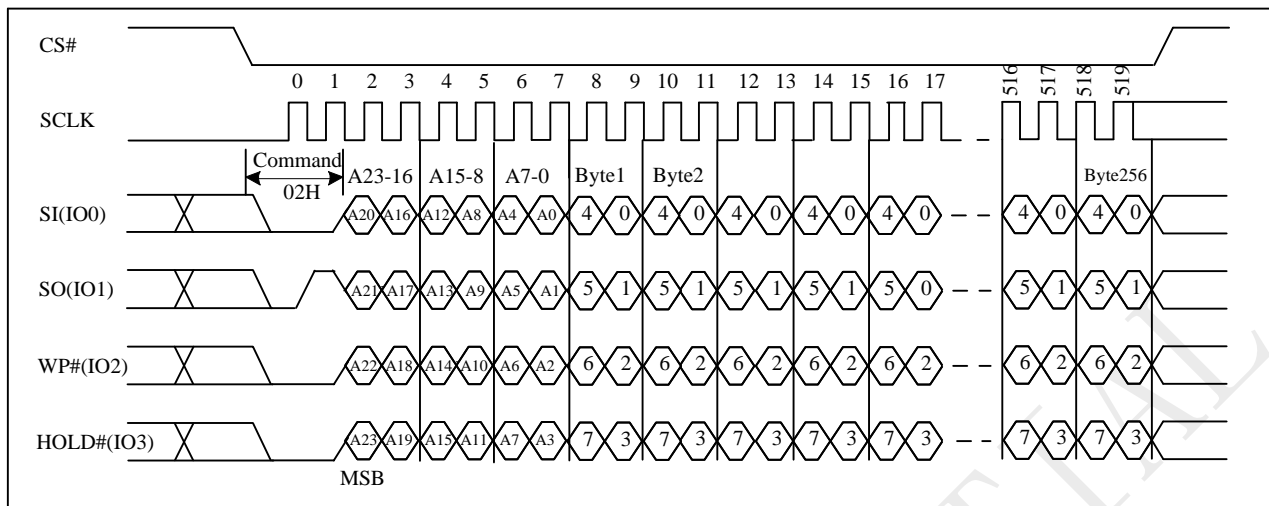 CS#
0 1 2 3 4 5 6 7 8 9 10 11 12 13 14 15 16 17 516 517 518 519
SCLK
Command
02H
A23-16 A15-8 A7-0 Byte1 Byte2 Byte256
SI(IO0) A20 A16 A12 A8 A4 A0 4 0 4 0 4 0 4 0 4 0 4 0 4 0
SO(IO1) A21 A17 A13 A9 A5 A1 5 1 5 1 5 1 5 1 5 0 5 1 5 1
WP#(IO2) A22 A18 A14 A10 A6 A2 6 2 6 2 6 2 6 2 6 2 6 2 6 2
HOLD#(IO3) A23 A19 A15 A11 A7 A3 7 3 7 3 7 3 7 3 7 3 7 3 7 3
MSB